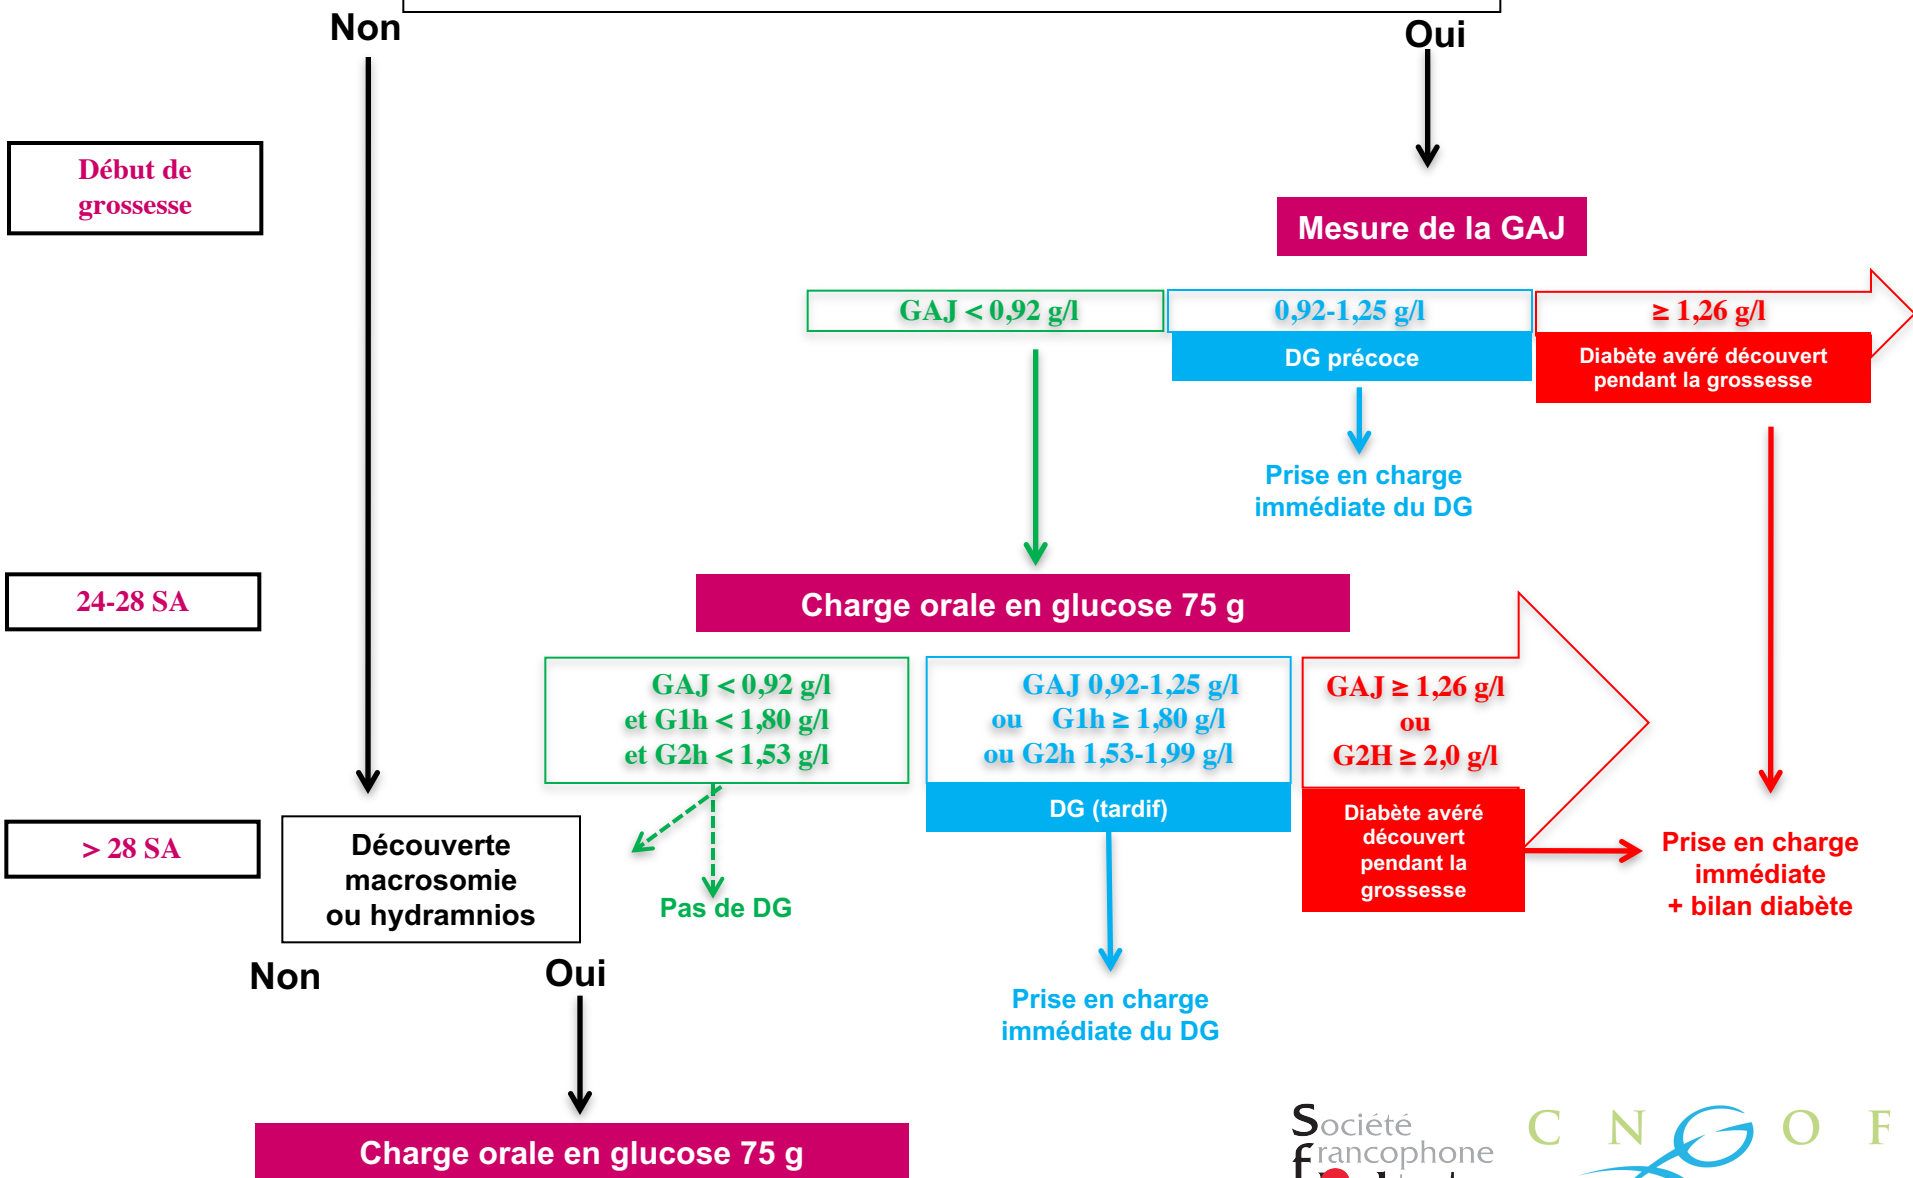 Non
Oui
Début de
grossesse
Mesure de la GAJ
GAJ < 0,92 g/l
0,92-1,25 g/l
≥ 1,26 g/l
DG précoce
Diabète avéré découvert
pendant la grossesse
Prise en charge
immédiate du DG
24-28 SA
Charge orale en glucose 75 g
GAJ < 0,92 g/l
et G1h < 1,80 g/l
et G2h < 1,53 g/l
GAJ 0,92-1,25 g/l
ou G1h ≥ 1,80 g/l
ou G2h 1,53-1,99 g/l
GAJ ≥ 1,26 g/l
ou
G2H ≥ 2,0 g/l
DG (tardif)
Diabète avéré
découvert
pendant la
grossesse
Prise en charge
immédiate
+ bilan diabète
> 28 SA
Découverte
macrosomie
ou hydramnios
Pas de DG
Non
Oui
Prise en charge
immédiate du DG
Charge orale en glucose 75 g
Société
francophone
C N G O F